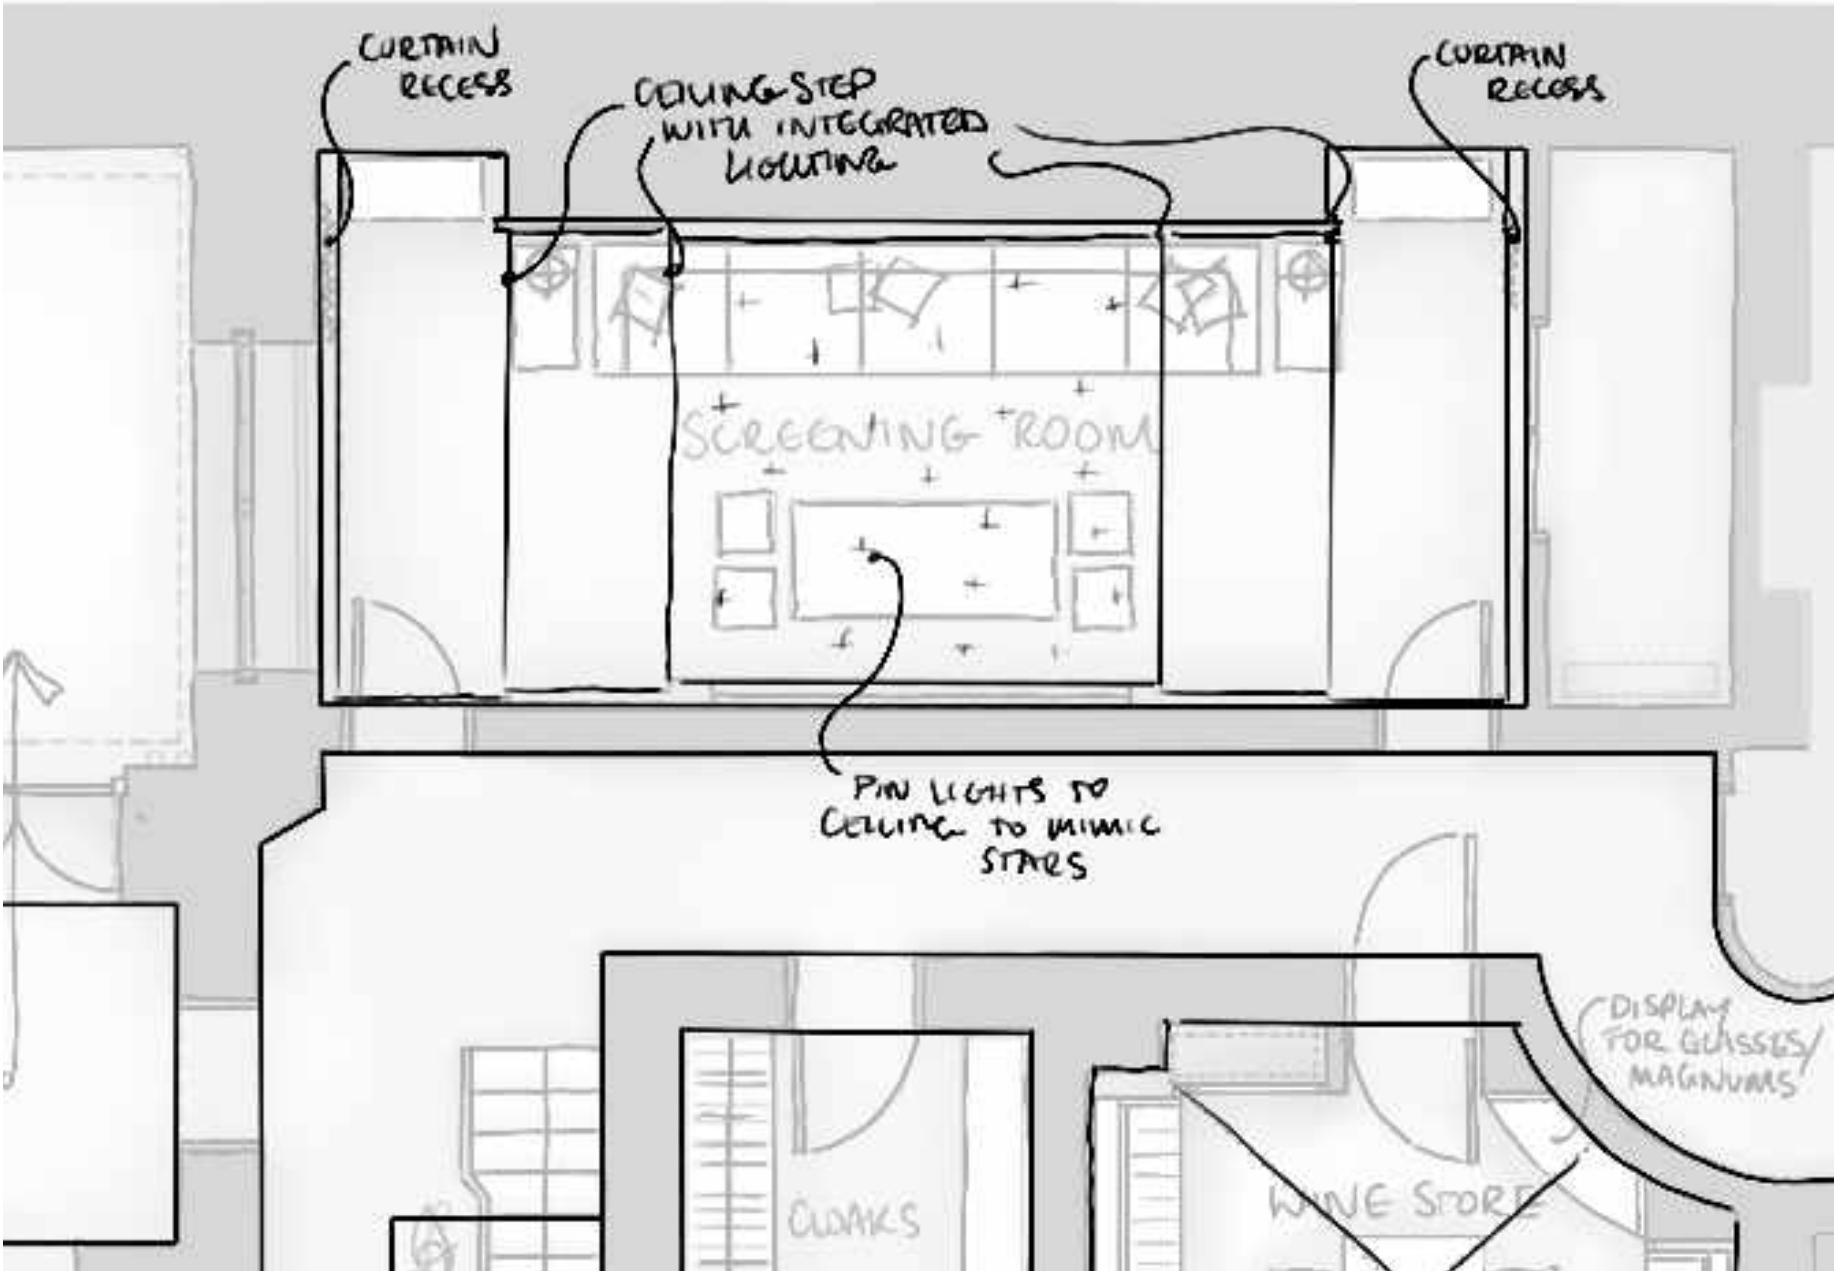 CURTAIN
RECESS
CEILING STEP
WITH INTEGRATED
LIGHTING
CURTAIN
RECESS
SCREENING ROOM
PIN LIGHTS TO
CEILING TO MIMIC
STARS
DISPLAY
FOR GLASSES/
MAGNUMS
CLOAKS
WINE STORE